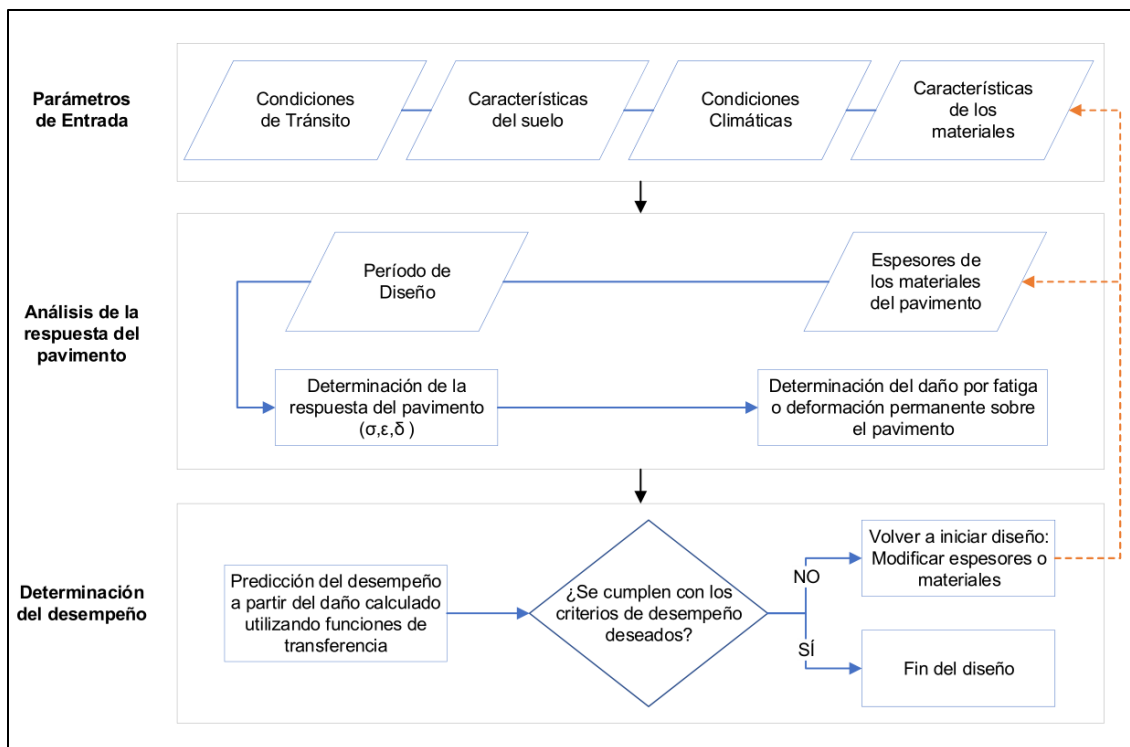 Parámetros
de Entrada
Condiciones
de Tránsito
Características
del suelo
Condiciones
Climáticas
Características
de los
materiales
Análisis de la
respuesta del
pavimento
Período de
Diseño
Espesores de
los materiales
del pavimento
Determinación de la
respuesta del pavimento
(σ,ε,δ )
Determinación del daño por fatiga
o deformación permanente sobre
el pavimento
Determinación
del desempeño
Predicción del desempeño
a partir del daño calculado
utilizando funciones de
transferencia
¿Se cumplen con los
criterios de desempeño
deseados?
NO
Volver a iniciar diseño:
Modificar espesores o
materiales
SÍ
Fin del diseño